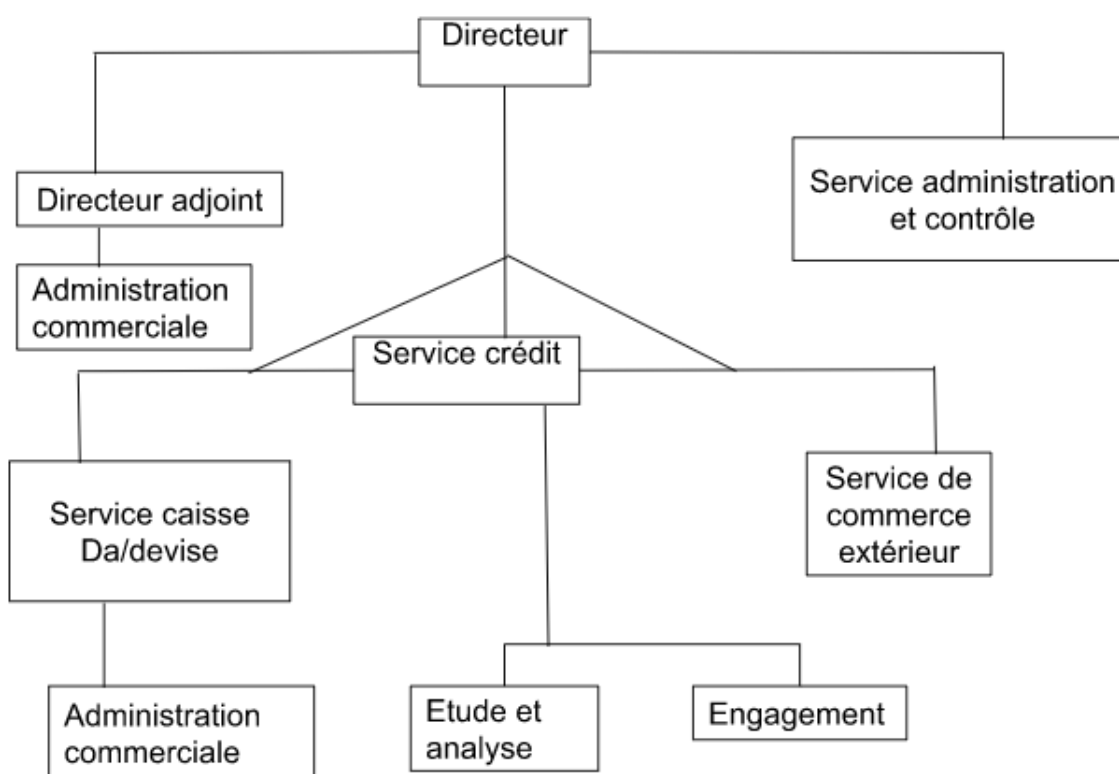 Directeur
Directeur adjoint
Service administration
et contrôle
Administration
commerciale
Service crédit
Service caisse
Da/devise
Service de
commerce
extérieur
Administration
commerciale
Etude et
analyse
Engagement